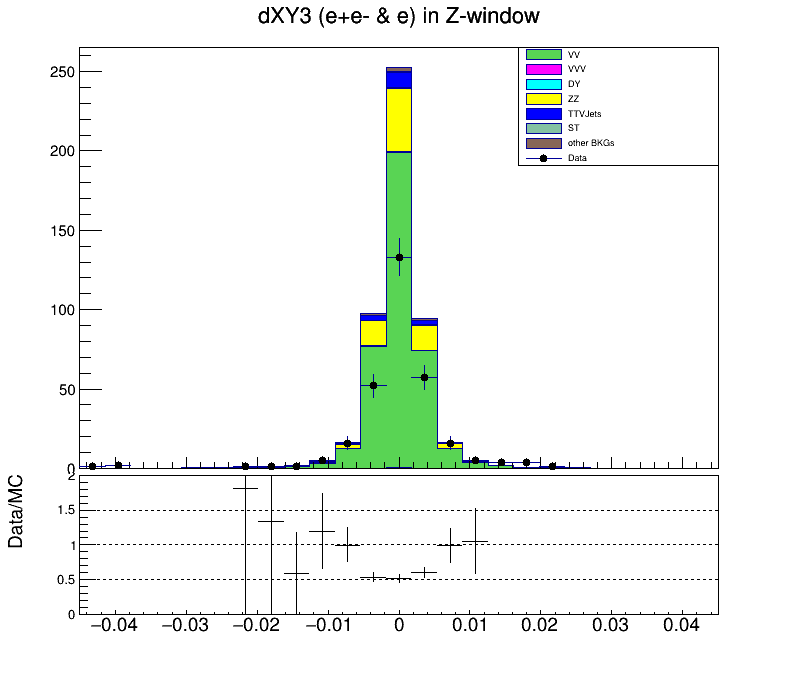 dXY3 (e+e- & e) in Z-window
250
200
150
100
50
0
VV
VVV
DY
ZZ
TTVJets
ST
other BKGs
Data
Data/MC
2
1.5
1
0.5
0
−0.04 −0.03 −0.02 −0.01 0 0.01 0.02 0.03 0.04